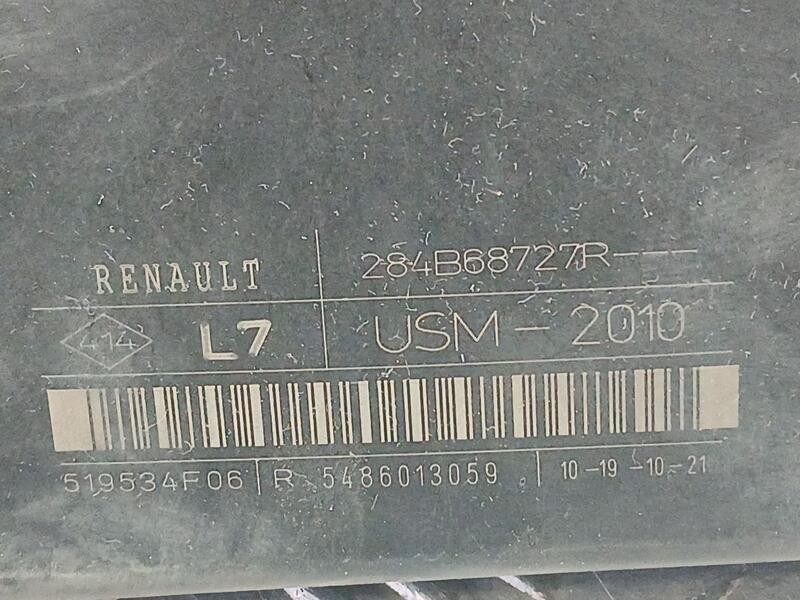 RENAULT 284B68727R---
414 L7 USM - 2010
519534F06 R 5486013059 10-19-10-21